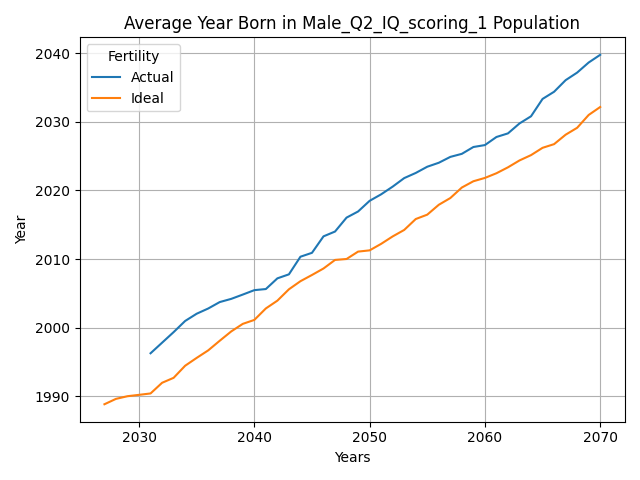 Average Year Born in Male_Q2_IQ_scoring_1 Population
Fertility
Actual
Ideal
2040
2030
2020
2010
2000
1990
Year
2030
2040
2050
2060
2070
Years